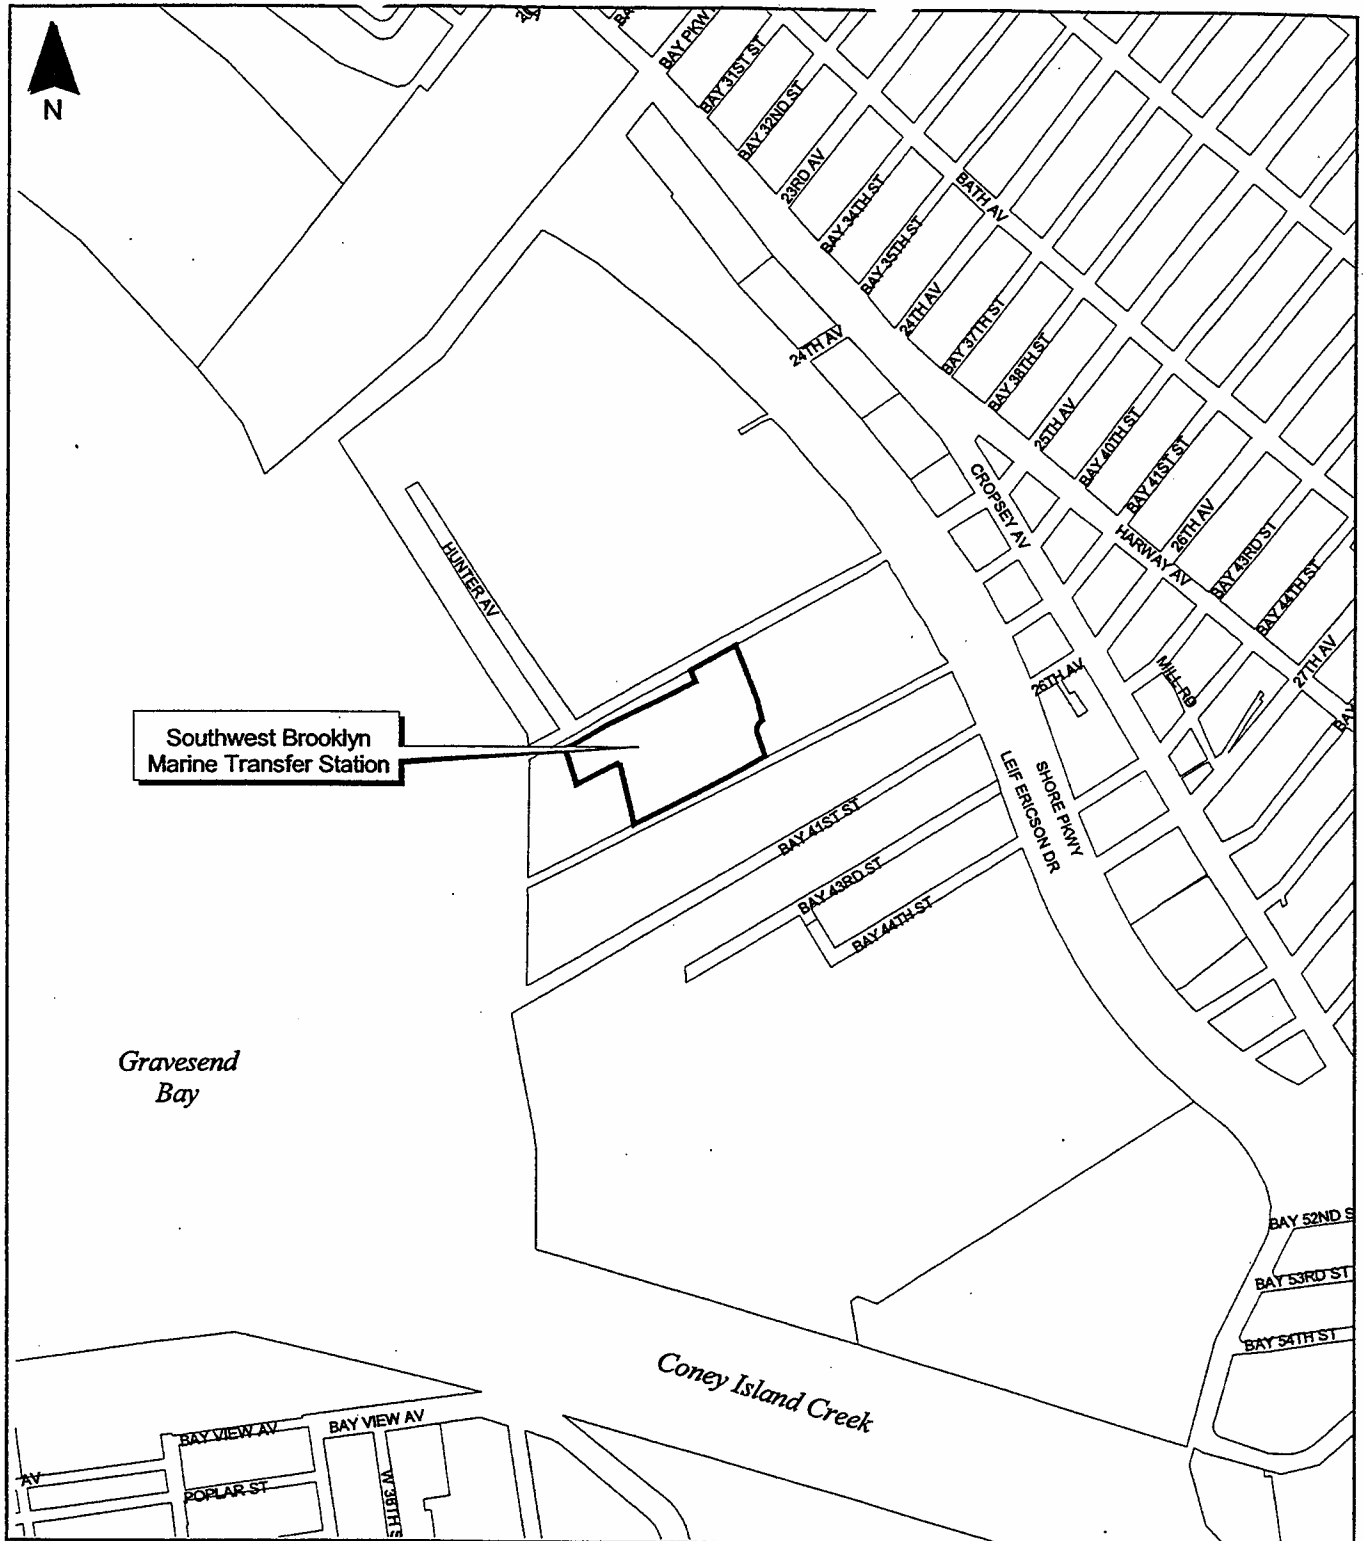 N
BAY PKWY
BAY 31ST ST
BAY 32ND ST
23RD AV
BAY 34TH ST
BAY 35TH ST
24TH AV
BAY 37TH ST
BAY 38TH ST
25TH AV
BAY 40TH ST
BAY 41ST ST
26TH AV
BAY 43RD ST
BAY 44TH ST
27TH AV
BAY
BATH AV
24TH AV
CROPSEY AV
HARWAY AV
HUNTER AV
26TH AV
MILL RD
Southwest Brooklyn
Marine Transfer Station
SHORE PKWY
LEIF ERICSON DR
BAY 41ST ST
BAY 43RD ST
BAY 44TH ST
Gravesend
Bay
BAY 52ND S
BAY 53RD ST
BAY 54TH ST
Coney Island Creek
BAY VIEW AV
BAY VIEW AV
AV
POPLAR ST
W 36TH S